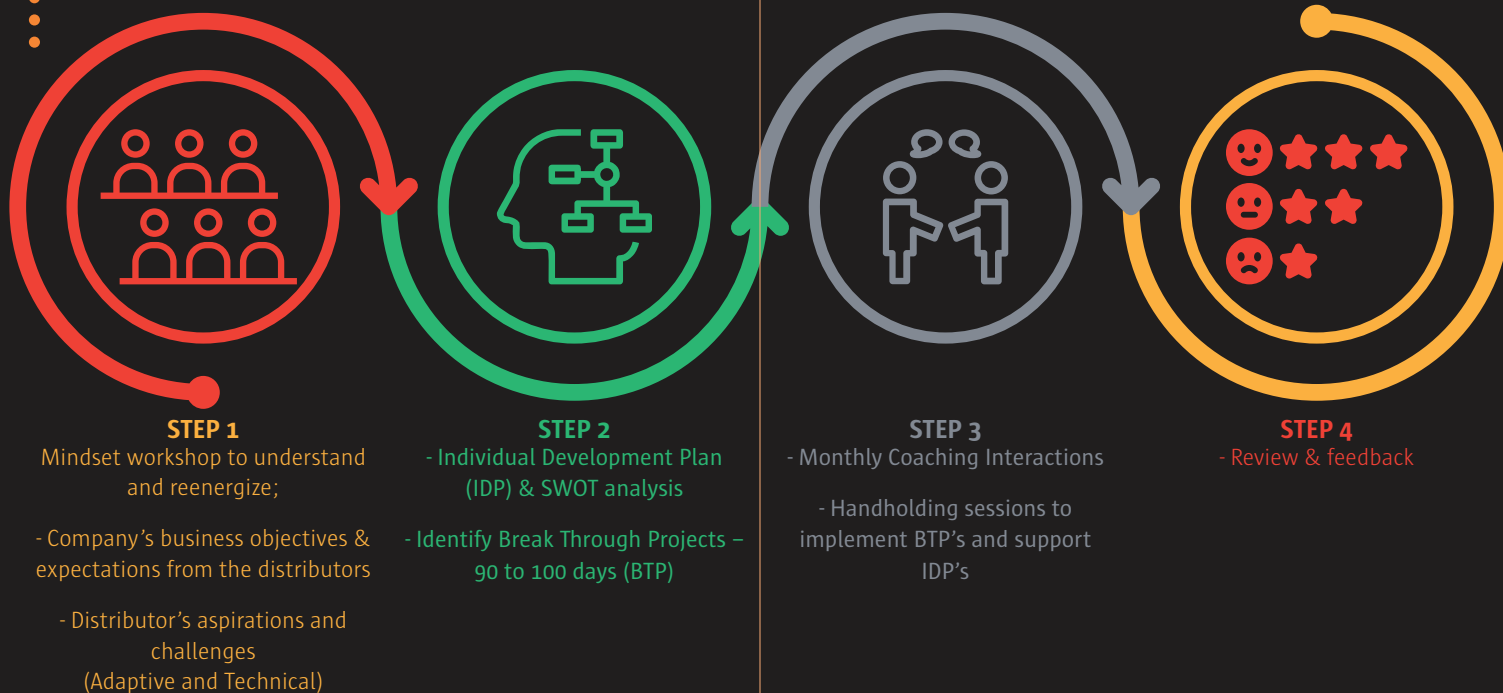 STEP 1
Mindset workshop to understand
and reenergize;
- Company’s business objectives &
expectations from the distributors
- Distributor’s aspirations and
challenges
(Adaptive and Technical)
STEP 2
- Individual Development Plan
(IDP) & SWOT analysis
- Identify Break Through Projects –
90 to 100 days (BTP)
STEP 3
- Monthly Coaching Interactions
- Handholding sessions to
implement BTP’s and support
IDP’s
STEP 4
- Review & feedback